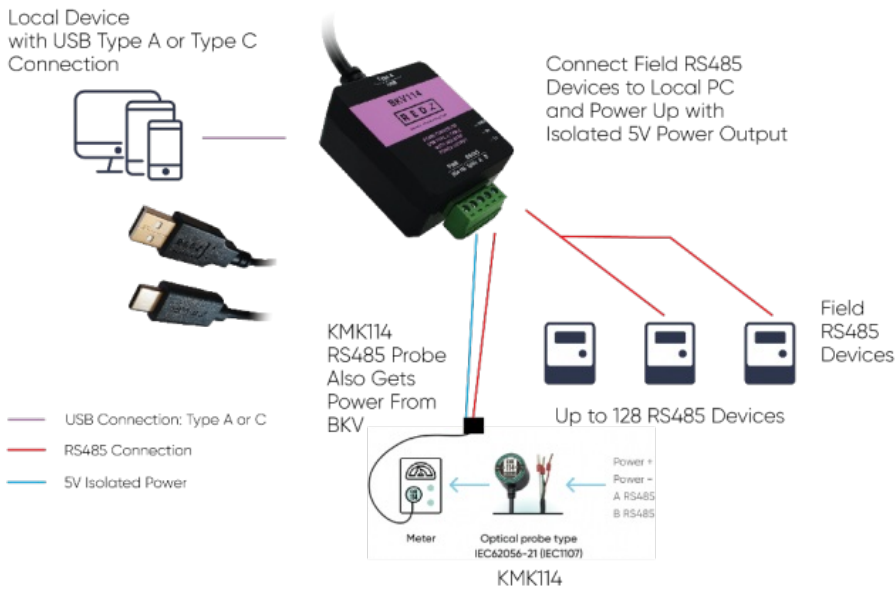 Local Device
with USB Type A or Type C
Connection
Type A
BKV114
REDZ
Connect Field RS485
Devices to Local PC
and Power Up with
Isolated 5V Power Output
KMK114
RS485 Probe
Also Gets
Power From
BKV
Field
RS485
Devices
Up to 128 RS485 Devices
USB Connection: Type A or C
RS485 Connection
5V Isolated Power
Power +
Power -
A RS485
B RS485
Meter
Optical probe type
IEC62056-21 (IEC1107)
KMK114